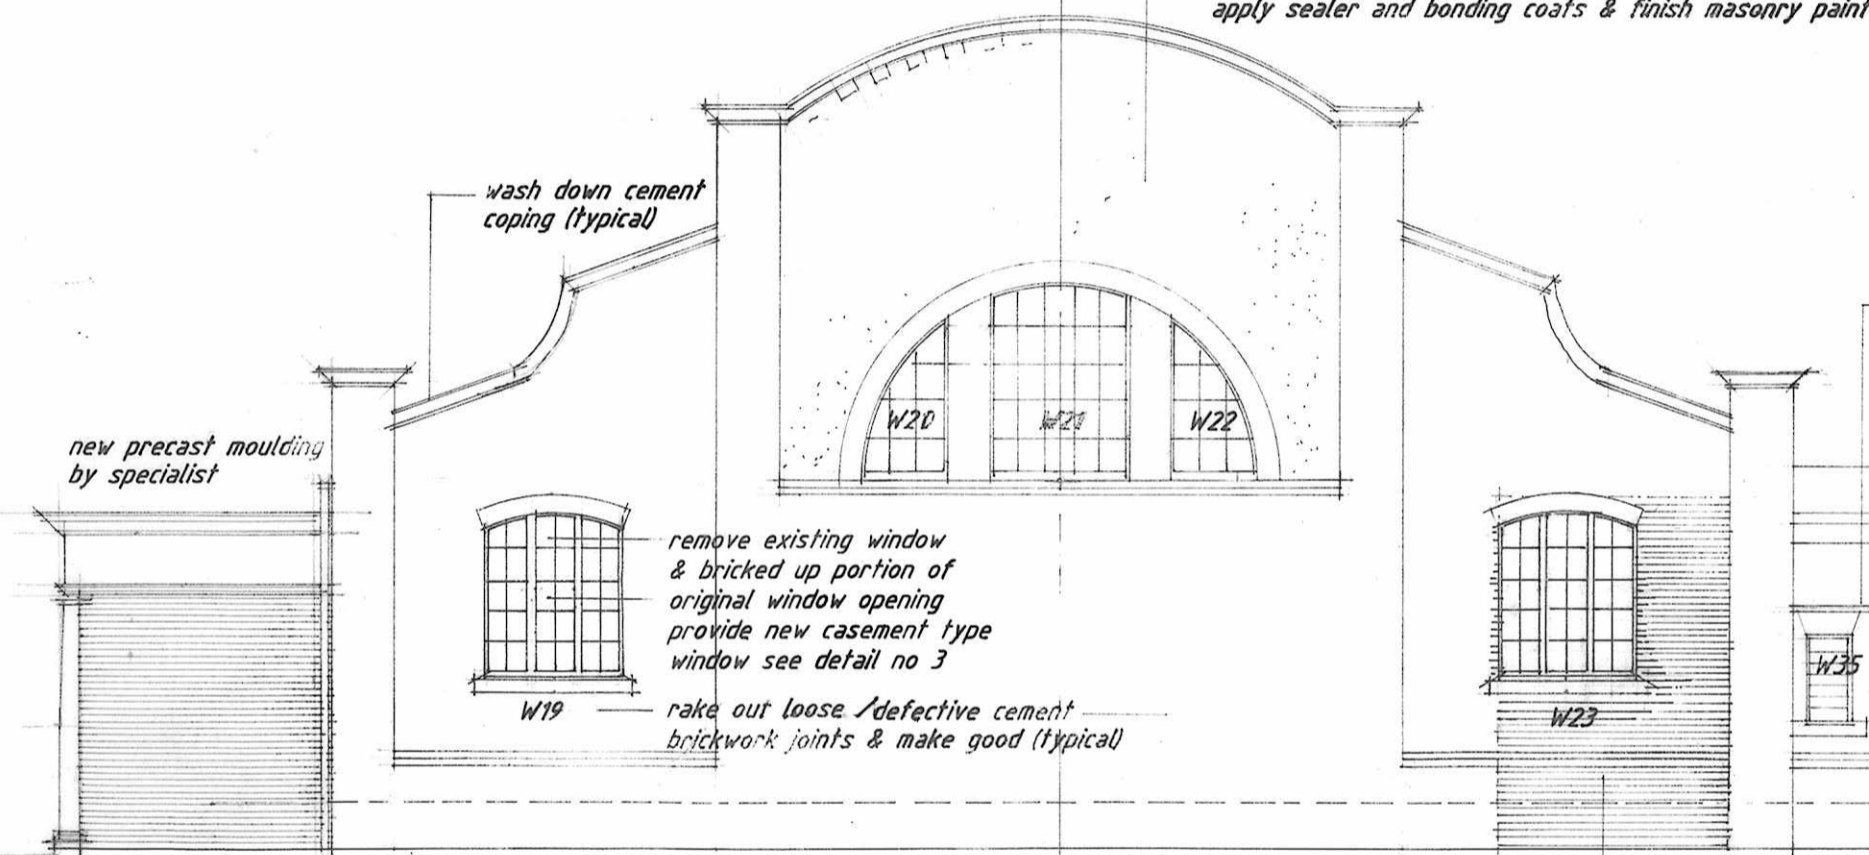 apply sealer and bonding coats & finish masonry paint
wash down cement
coping (typical)
new precast moulding
by specialist
W20
W21
W22
remove existing window
& bricked up portion of
original window opening
provide new casement type
window see detail no 3
W19
rake out loose /defective cement
brickwork joints & make good (typical)
W23
W35